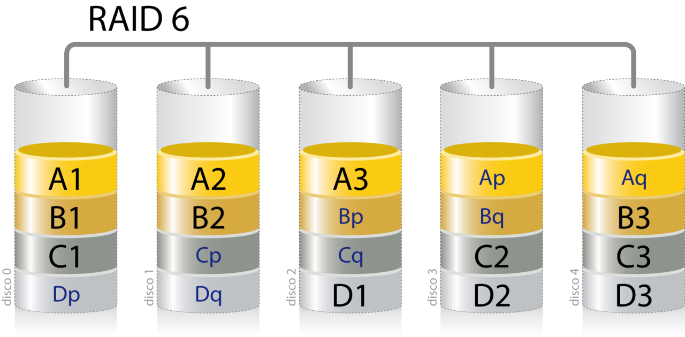 RAID 6
A1 A2 A3 Ap Aq
B1 B2 Bp Bq B3
C1 Cp Cq C2 C3
Dp Dq D1 D2 D3
disco 0 disco 1 disco 2 disco 3 disco 4